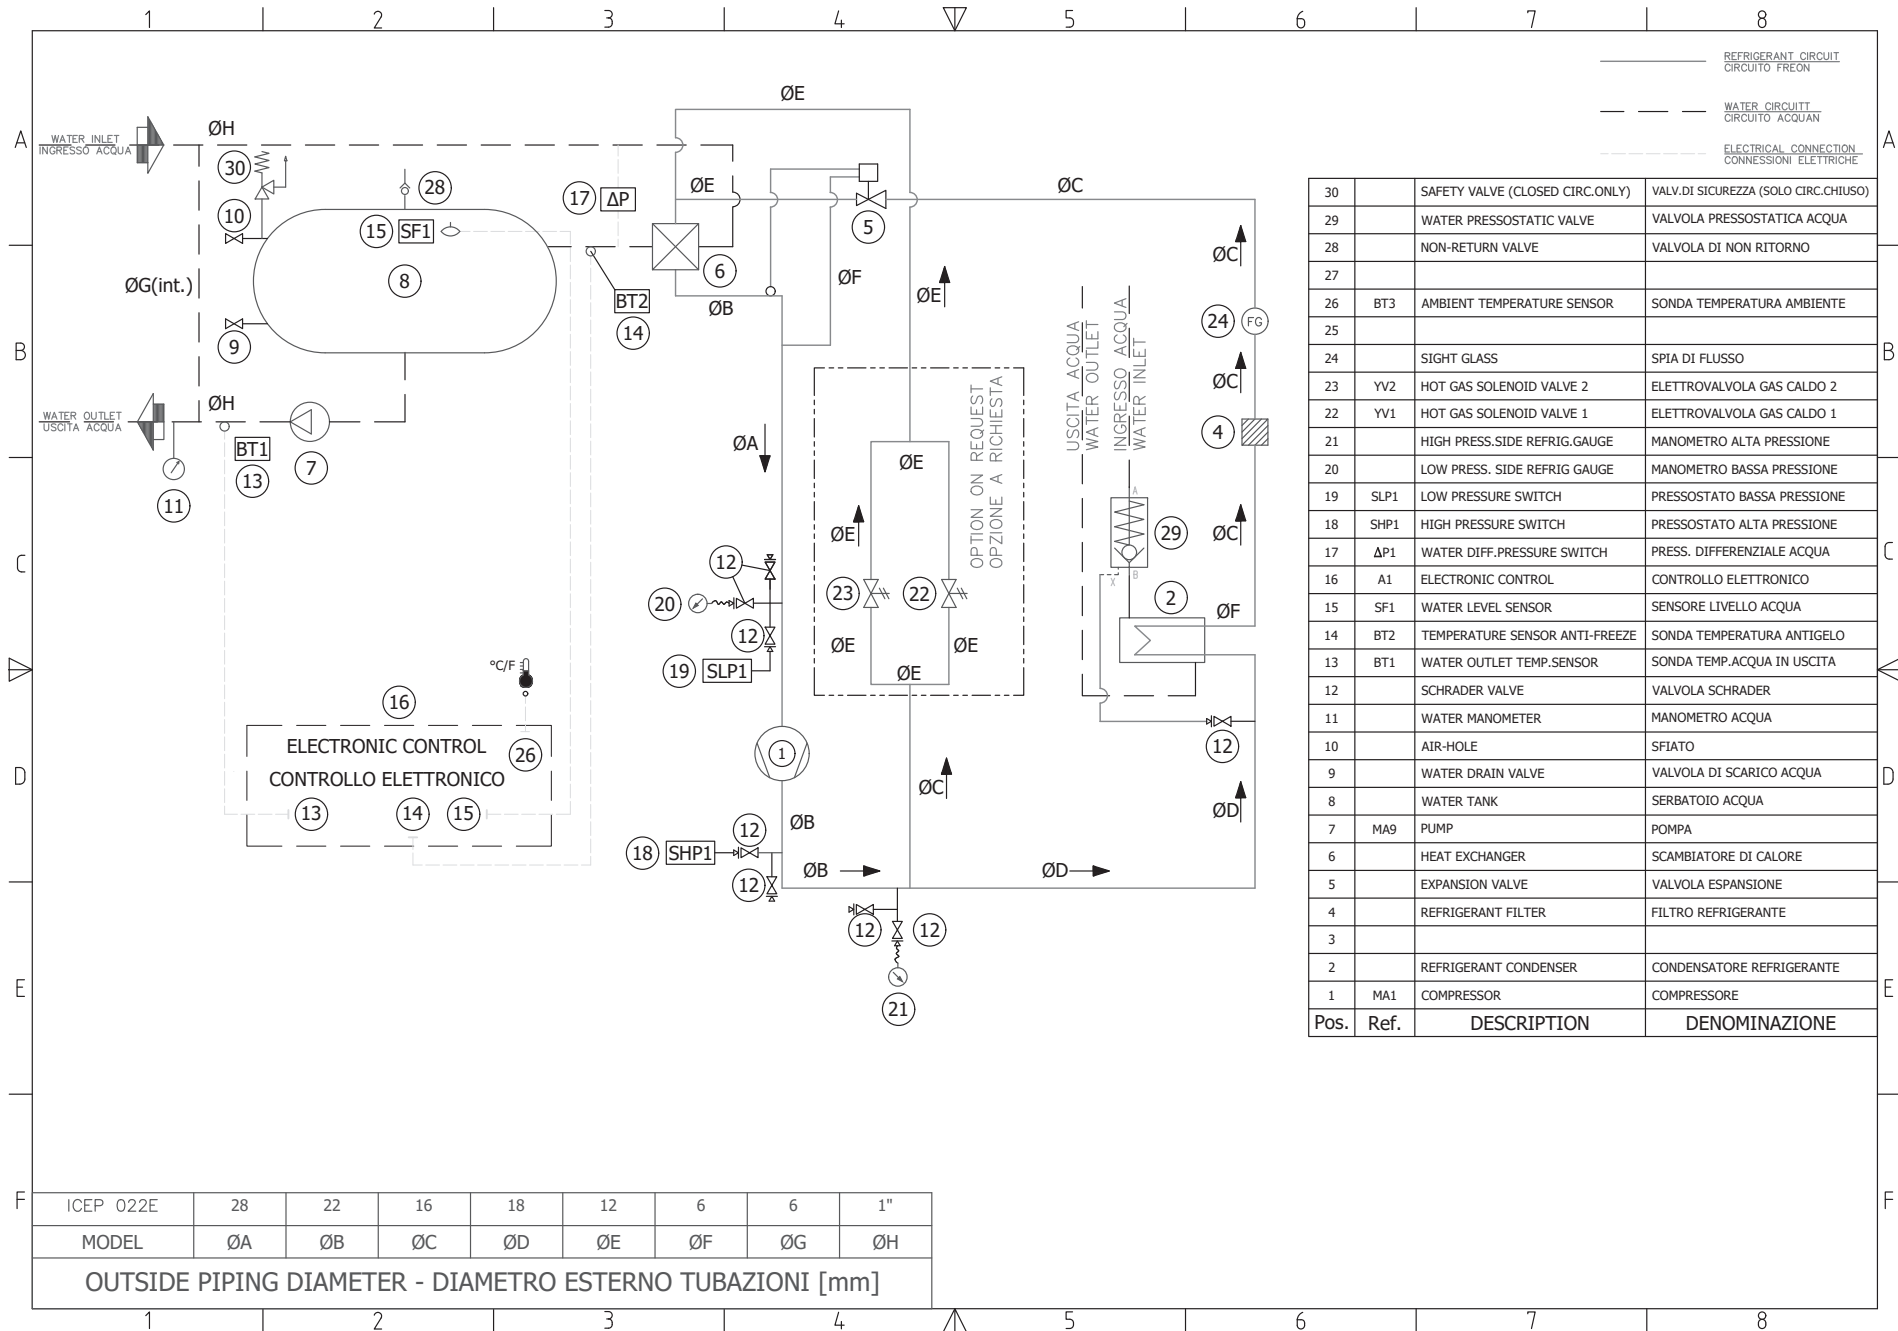 1 2 3 4 5 6 7 8
REFRIGERANT CIRCUIT
CIRCUITO FREON
WATER CIRCUITT
CIRCUITO ACQUAN
ELECTRICAL CONNECTION
CONNESSIONI ELETTRICHE
A
B
C
D
E
F
A
B
C
D
E
F
WATER INLET
INGRESSO ACQUA
ØH
30
10
28
15 SF1
8
ØG(int.)
9
WATER OUTLET
USCITA ACQUA
ØH
BT1
13
7
11
17 ΔP
6
BT2
14
ØE
ØE
ØB
5
ØF
ØC
ØE
ØA
ØC
24 FG
ØC
4
ØC
USCITA ACQUA
WATER OUTLET
INGRESSO ACQUA
WATER INLET
OPTION ON REQUEST
OPZIONE A RICHIESTA
ØE
ØE
23
22
ØE
ØE
ØE
A
29
X
B
2
ØF
12
20
12
19 SLP1
12
1
ØC
ØD
°C/F
16
ELECTRONIC CONTROL
CONTROLLO ELETTRONICO
26
13
14
15
12
ØB
18 SHP1
12
ØB
ØD
12
12
21
30 SAFETY VALVE (CLOSED CIRC.ONLY) VALV.DI SICUREZZA (SOLO CIRC.CHIUSO)
29 WATER PRESSOSTATIC VALVE VALVOLA PRESSOSTATICA ACQUA
28 NON-RETURN VALVE VALVOLA DI NON RITORNO
27
26 BT3 AMBIENT TEMPERATURE SENSOR SONDA TEMPERATURA AMBIENTE
25
24 SIGHT GLASS SPIA DI FLUSSO
23 YV2 HOT GAS SOLENOID VALVE 2 ELETTROVALVOLA GAS CALDO 2
22 YV1 HOT GAS SOLENOID VALVE 1 ELETTROVALVOLA GAS CALDO 1
21 HIGH PRESS.SIDE REFRIG.GAUGE MANOMETRO ALTA PRESSIONE
20 LOW PRESS. SIDE REFRIG GAUGE MANOMETRO BASSA PRESSIONE
19 SLP1 LOW PRESSURE SWITCH PRESSOSTATO BASSA PRESSIONE
18 SHP1 HIGH PRESSURE SWITCH PRESSOSTATO ALTA PRESSIONE
17 ΔP1 WATER DIFF.PRESSURE SWITCH PRESS. DIFFERENZIALE ACQUA
16 A1 ELECTRONIC CONTROL CONTROLLO ELETTRONICO
15 SF1 WATER LEVEL SENSOR SENSORE LIVELLO ACQUA
14 BT2 TEMPERATURE SENSOR ANTI-FREEZE SONDA TEMPERATURA ANTIGELO
13 BT1 WATER OUTLET TEMP.SENSOR SONDA TEMP.ACQUA IN USCITA
12 SCHRADER VALVE VALVOLA SCHRADER
11 WATER MANOMETER MANOMETRO ACQUA
10 AIR-HOLE SFIATO
9 WATER DRAIN VALVE VALVOLA DI SCARICO ACQUA
8 WATER TANK SERBATOIO ACQUA
7 MA9 PUMP POMPA
6 HEAT EXCHANGER SCAMBIATORE DI CALORE
5 EXPANSION VALVE VALVOLA ESPANSIONE
4 REFRIGERANT FILTER FILTRO REFRIGERANTE
3
2 REFRIGERANT CONDENSER CONDENSATORE REFRIGERANTE
1 MA1 COMPRESSOR COMPRESSORE
Pos. Ref. DESCRIPTION DENOMINAZIONE
ICEP 022E 28 22 16 18 12 6 6 1"
MODEL ØA ØB ØC ØD ØE ØF ØG ØH
OUTSIDE PIPING DIAMETER - DIAMETRO ESTERNO TUBAZIONI [mm]
1 2 3 4 5 6 7 8